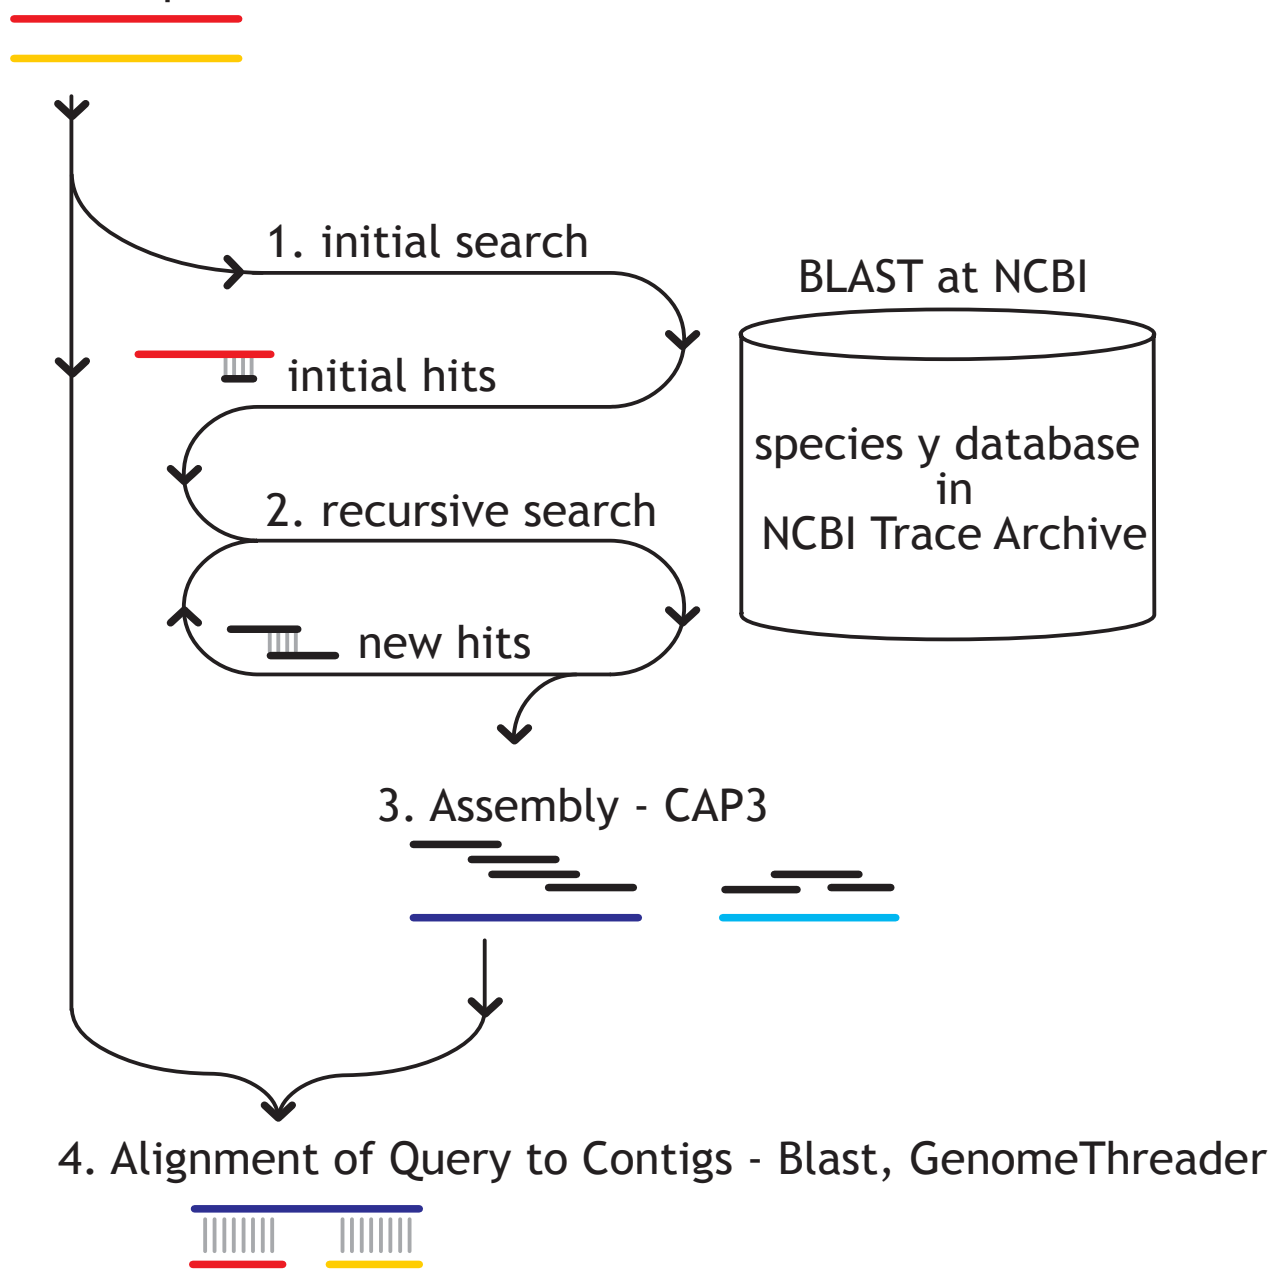 1. initial search
BLAST at NCBI
initial hits
species y database
in
NCBI Trace Archive
2. recursive search
new hits
3. Assembly - CAP3
4. Alignment of Query to Contigs - Blast, GenomeThreader